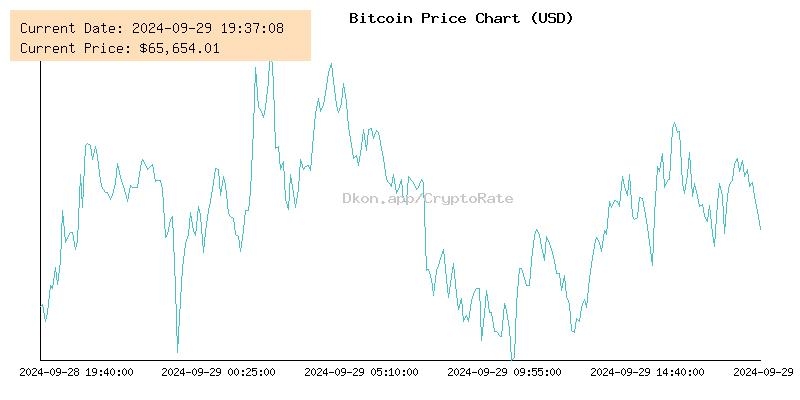 Bitcoin Price Chart (USD)
Current Date: 2024-09-29 19:37:08
Current Price: $65,654.01
Dkon.app/CryptoRate
2024-09-28 19:40:00 2024-09-29 00:25:00 2024-09-29 05:10:00 2024-09-29 09:55:00 2024-09-29 14:40:00 2024-09-29